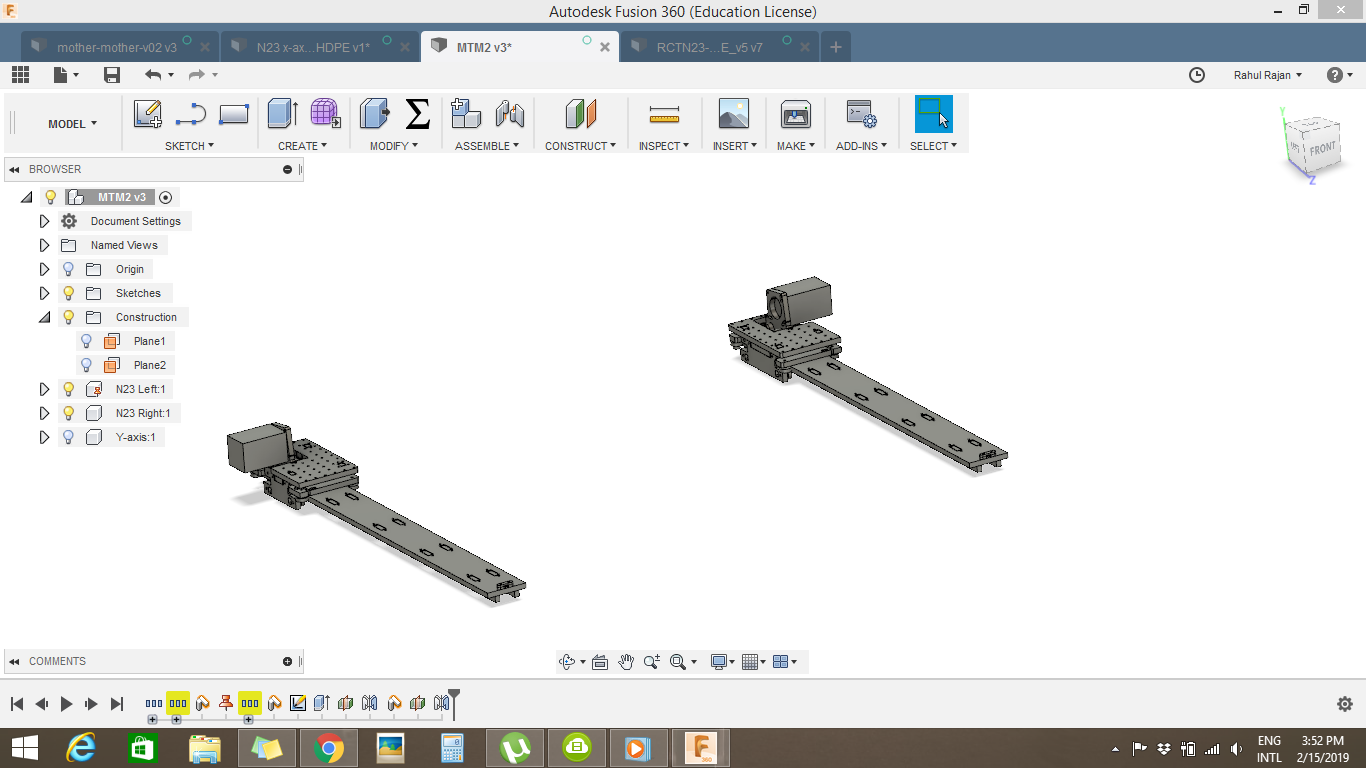 Autodesk Fusion 360 (Education License)
mother-mother-v02 v3
N23 x-ax...HDPE v1*
MTM2 v3*
RCTN23-...E_v5 v7
Rahul Rajan
MODEL
SKETCH
CREATE
MODIFY
ASSEMBLE
CONSTRUCT
INSPECT
INSERT
MAKE
ADD-INS
SELECT
FRONT
Y
Z
BROWSER
MTM2 v3
Document Settings
Named Views
Origin
Sketches
Construction
Plane1
Plane2
N23 Left:1
N23 Right:1
Y-axis:1
COMMENTS
ENG
INTL
3:52 PM
2/15/2019